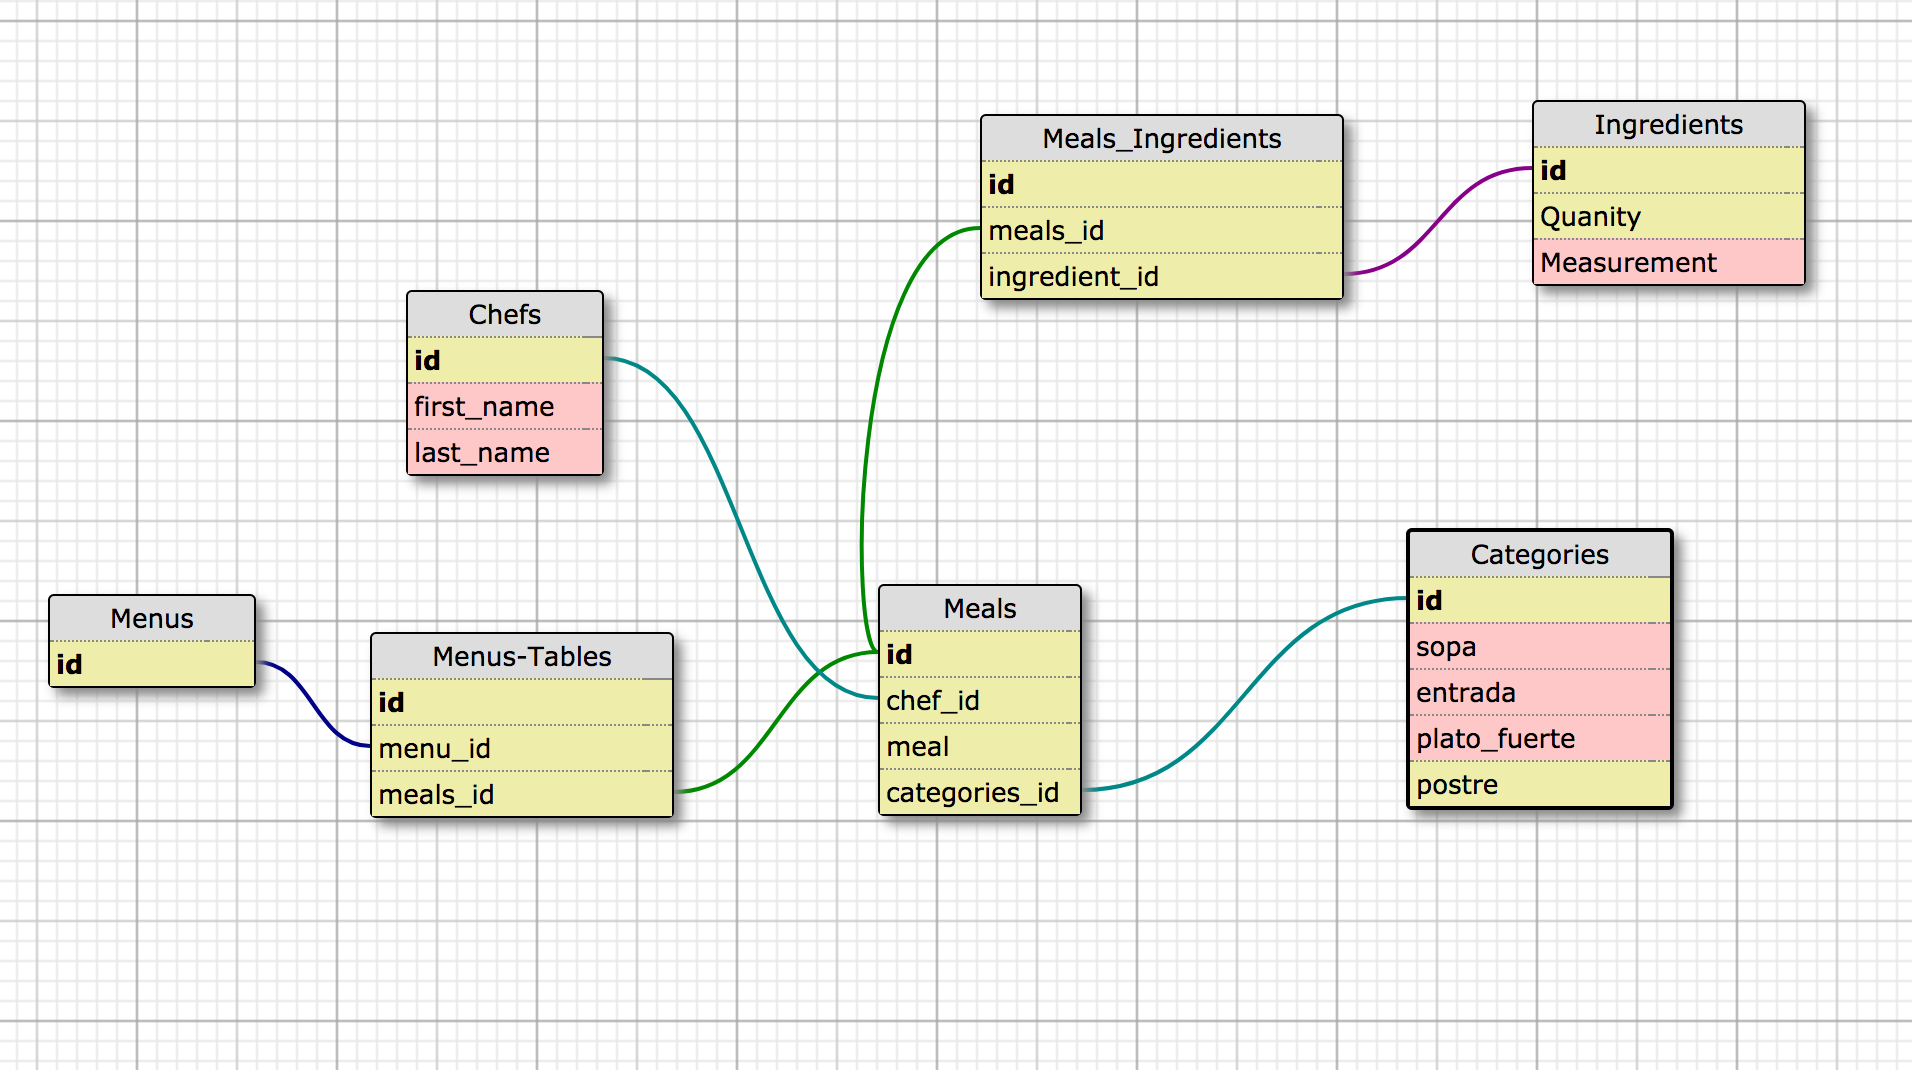 Meals_Ingredients
id
meals_id
ingredient_id
Ingredients
id
Quanity
Measurement
Chefs
id
first_name
last_name
Menus
id
Menus-Tables
id
menu_id
meals_id
Meals
id
chef_id
meal
categories_id
Categories
id
sopa
entrada
plato_fuerte
postre